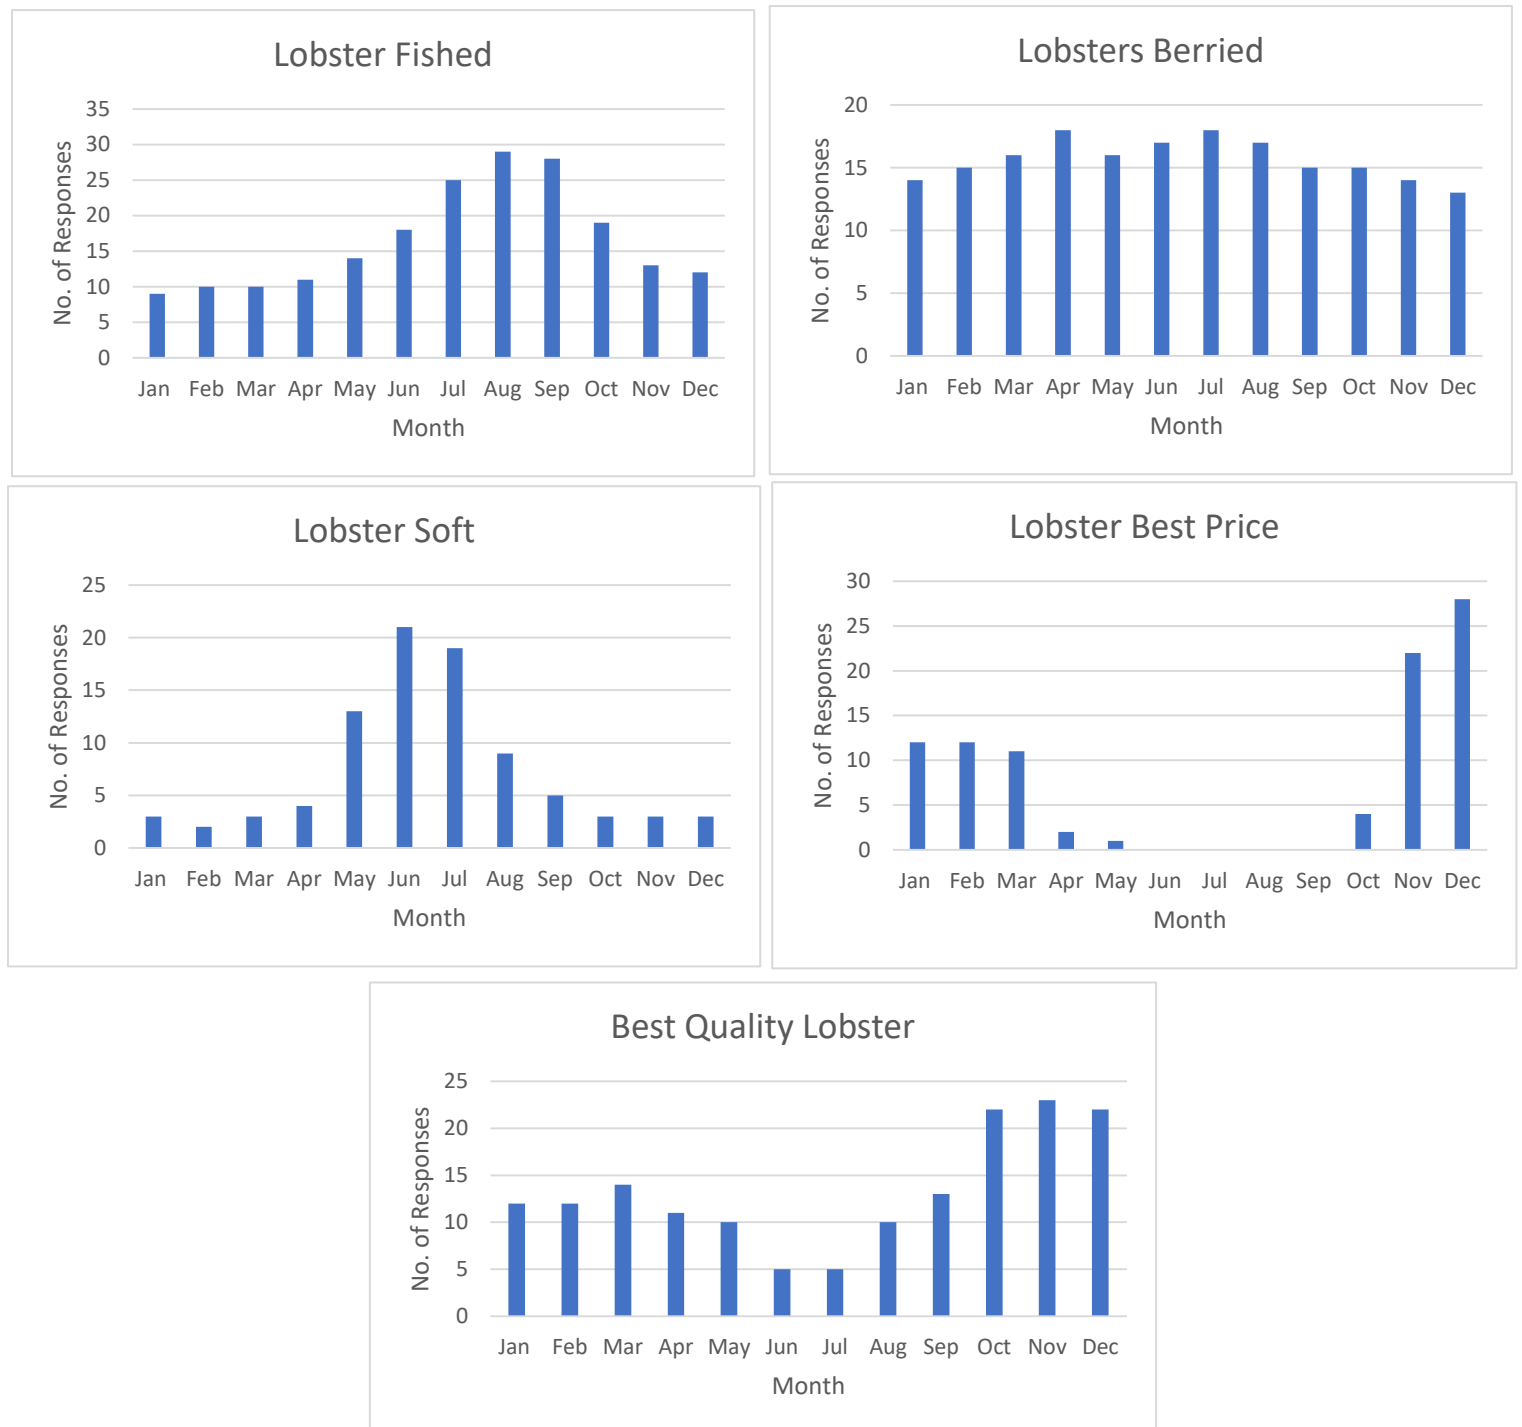 Lobster Fished
No. of Responses
35
30
25
20
15
10
5
0
Jan Feb Mar Apr May Jun Jul Aug Sep Oct Nov Dec
Month
Lobsters Berried
No. of Responses
20
15
10
5
0
Jan Feb Mar Apr May Jun Jul Aug Sep Oct Nov Dec
Month
Lobster Soft
No. of Responses
25
20
15
10
5
0
Jan Feb Mar Apr May Jun Jul Aug Sep Oct Nov Dec
Month
Lobster Best Price
No. of Responses
30
25
20
15
10
5
0
Jan Feb Mar Apr May Jun Jul Aug Sep Oct Nov Dec
Month
Best Quality Lobster
No. of Responses
25
20
15
10
5
0
Jan Feb Mar Apr May Jun Jul Aug Sep Oct Nov Dec
Month